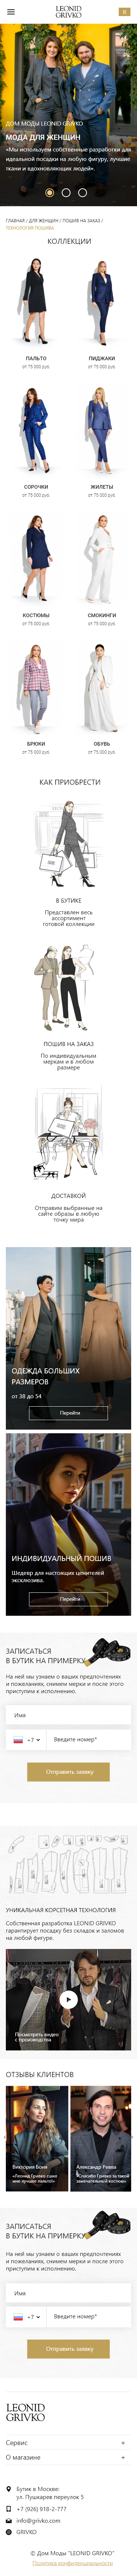 LEONID
GRIVKO
ДОМ МОДЫ LEONID GRIVKO
МОДА ДЛЯ ЖЕНЩИН
«Мы используем собственные разработки для
идеальной посадки на любую фигуру, лучшие
ткани и вдохновляющих людей».
ГЛАВНАЯ / ДЛЯ ЖЕНЩИН / ПОШИВ НА ЗАКАЗ /
ТЕХНОЛОГИЯ ПОШИВА
КОЛЛЕКЦИИ
ПАЛЬТО
от 75 000 руб.
ПИДЖАКИ
от 75 000 руб.
СОРОЧКИ
от 75 000 руб.
ЖИЛЕТЫ
от 75 000 руб.
КОСТЮМЫ
от 75 000 руб.
СМОКИНГИ
от 75 000 руб.
БРЮКИ
от 75 000 руб.
ОБУВЬ
от 75 000 руб.
КАК ПРИОБРЕСТИ
В БУТИКЕ
Представлен весь
ассортимент
готовой коллекции
ПОШИВ НА ЗАКАЗ
По индивидуальным
меркам и в любом
размере
ДОСТАВКОЙ
Отправим выбранные на
сайте образы в любую
точку мира
ОДЕЖДА БОЛЬШИХ
РАЗМЕРОВ
от 38 до 54
Перейти
ИНДИВИДУАЛЬНЫЙ ПОШИВ
Шедевр для настоящих ценителей
эксклюзива.
Перейти
ЗАПИСАТЬСЯ
В БУТИК НА ПРИМЕРКУ
На ней мы узнаем о ваших предпочтениях
и пожеланиях, снимем мерки и после этого
приступим к исполнению.
Имя
+7
Введите номер*
Отправить заявку
УНИКАЛЬНАЯ КОРСЕТНАЯ ТЕХНОЛОГИЯ
Собственная разработка LEONID GRIVKO
гарантирует посадку без складок и заломов
на любой фигуре.
Посмотреть видео
с производства
ОТЗЫВЫ КЛИЕНТОВ
Виктория Боня
«Леонид Гривко сшил
мне лучшее пальто!»
Александр Ревва
«Спасибо Гривко за такой
замечательный костюм»
ЗАПИСАТЬСЯ
В БУТИК НА ПРИМЕРКУ
На ней мы узнаем о ваших предпочтениях
и пожеланиях, снимем мерки и после этого
приступим к исполнению.
Имя
+7
Введите номер*
Отправить заявку
LEONID
GRIVKO
Сервис +
О магазине +
Бутик в Москве:
ул. Пушкарев переулок 5
+7 (926) 918-2-777
info@grivko.com
GRIVKO
© Дом Моды "LEONID GRIVKO"
Политика конфиденциальности